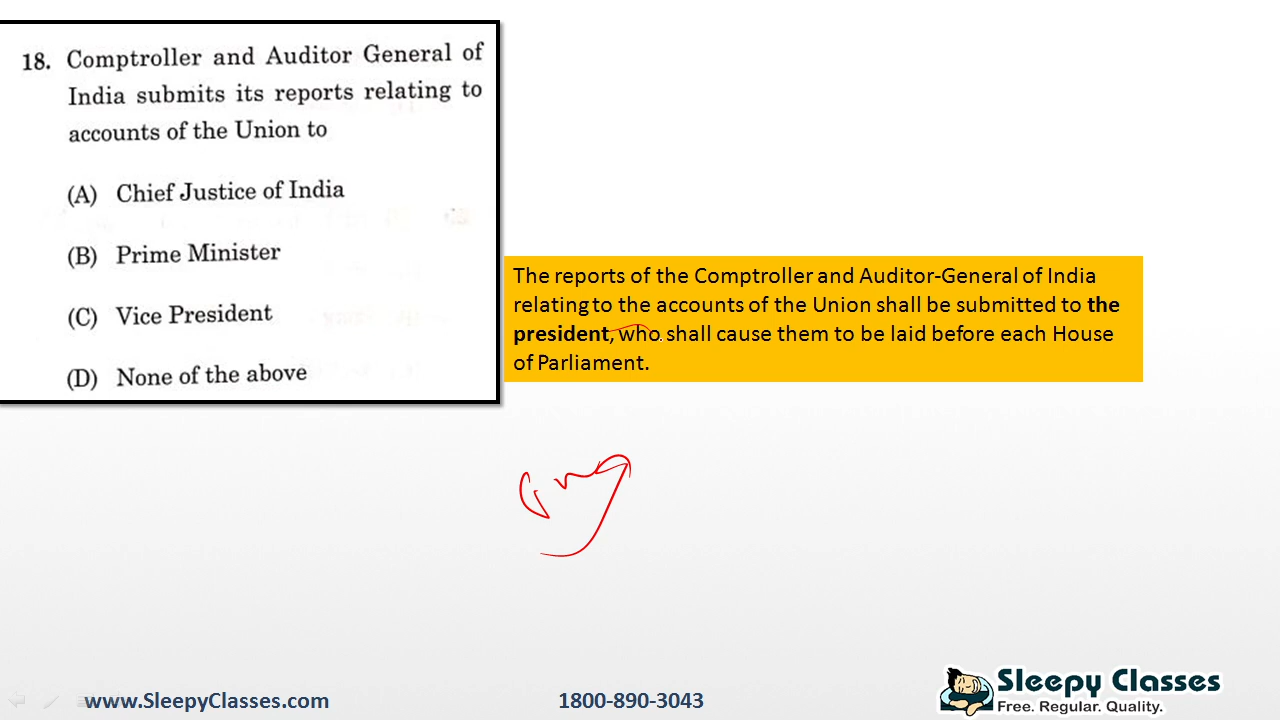 18. Comptroller and Auditor General of
India submits its reports relating to
accounts of the Union to
(A) Chief Justice of India
(B) Prime Minister
(C) Vice President
(D) None of the above
The reports of the Comptroller and Auditor-General of India
relating to the accounts of the Union shall be submitted to the
president, who shall cause them to be laid before each House
of Parliament.
www.SleepyClasses.com
1800-890-3043
Sleepy Classes
Free. Regular. Quality.